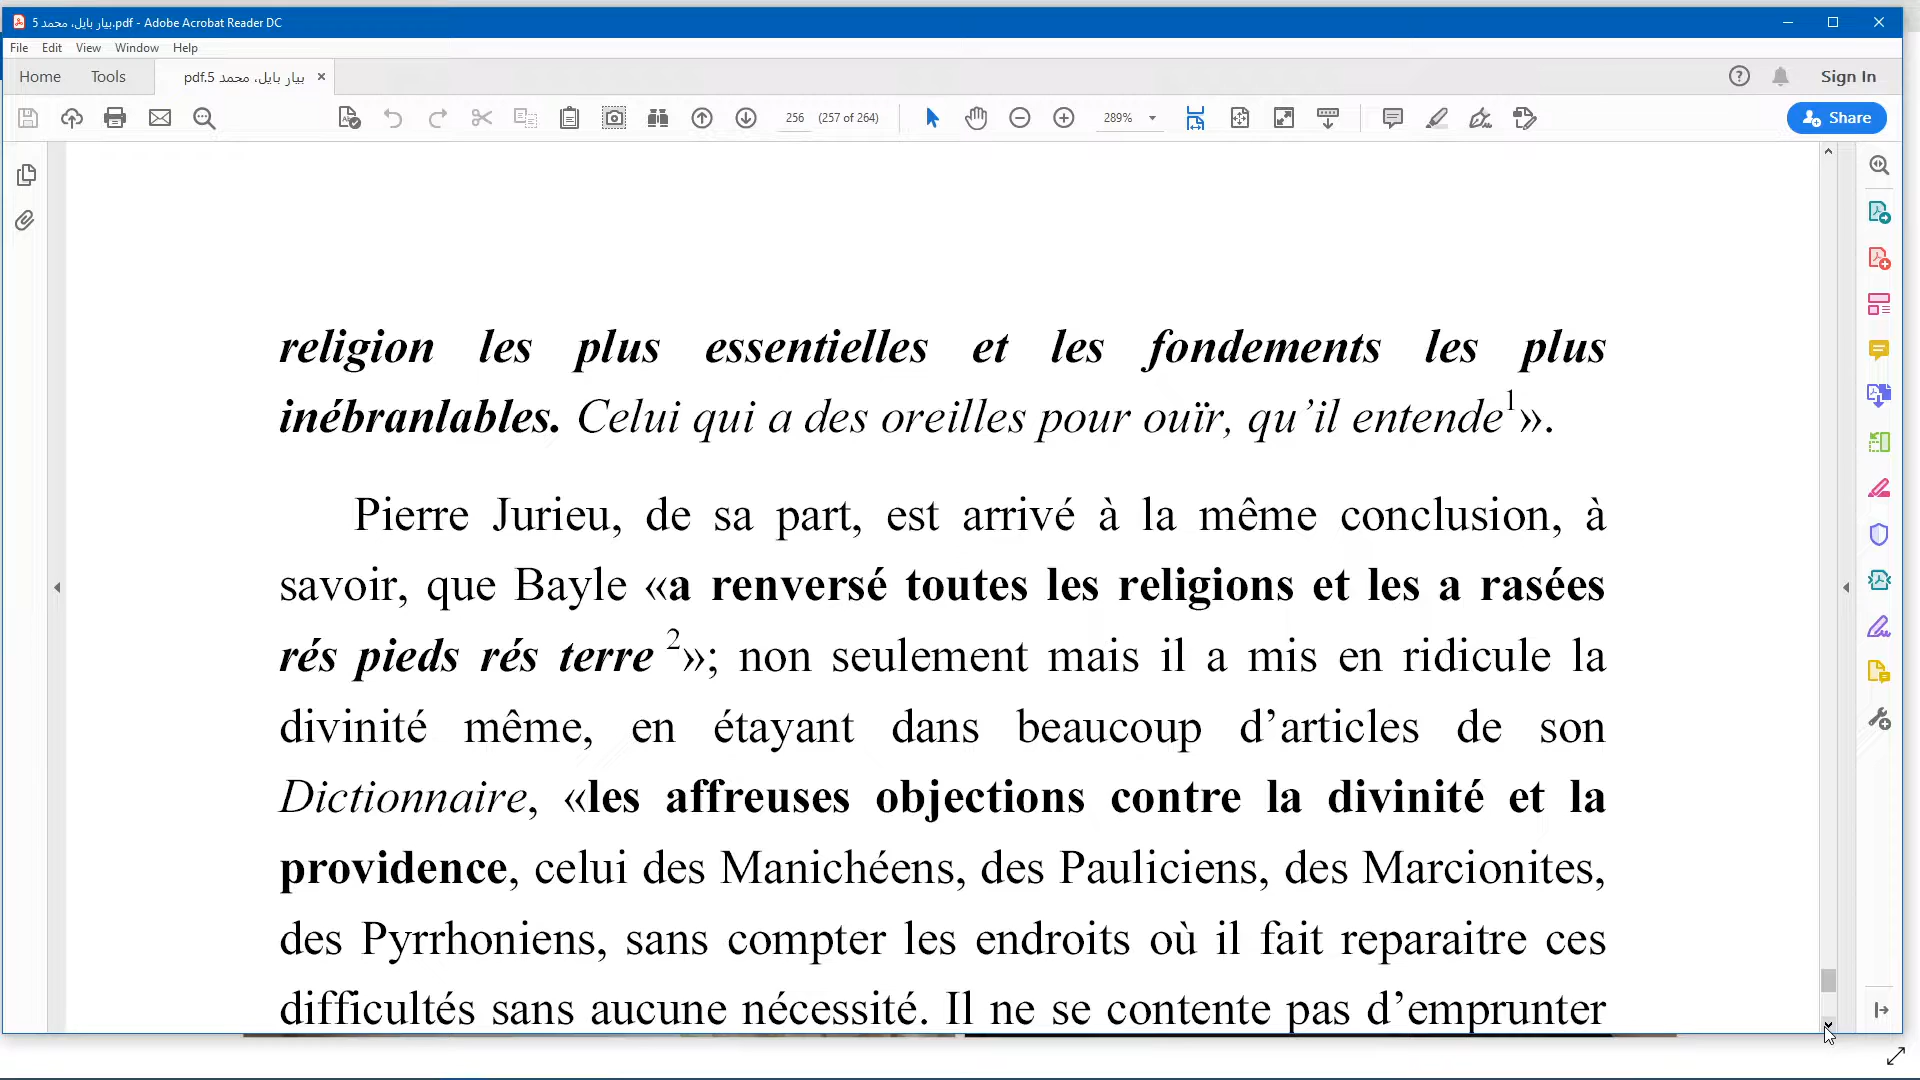 بيار بايل، محمد 5.pdf - Adobe Acrobat Reader DC
File Edit View Window Help
Home Tools بيار بايل، محمد 5.pdf ×
Sign In
256 (257 of 264) 289% Share
religion les plus essentielles et les fondements les plus
inébranlables. Celui qui a des oreilles pour ouïr, qu’il entende1».
Pierre Jurieu, de sa part, est arrivé à la même conclusion, à
savoir, que Bayle «a renversé toutes les religions et les a rasées
rés pieds rés terre 2»; non seulement mais il a mis en ridicule la
divinité même, en étayant dans beaucoup d’articles de son
Dictionnaire, «les affreuses objections contre la divinité et la
providence, celui des Manichéens, des Pauliciens, des Marcionites,
des Pyrrhoniens, sans compter les endroits où il fait reparaitre ces
difficultés sans aucune nécessité. Il ne se contente pas d’emprunter